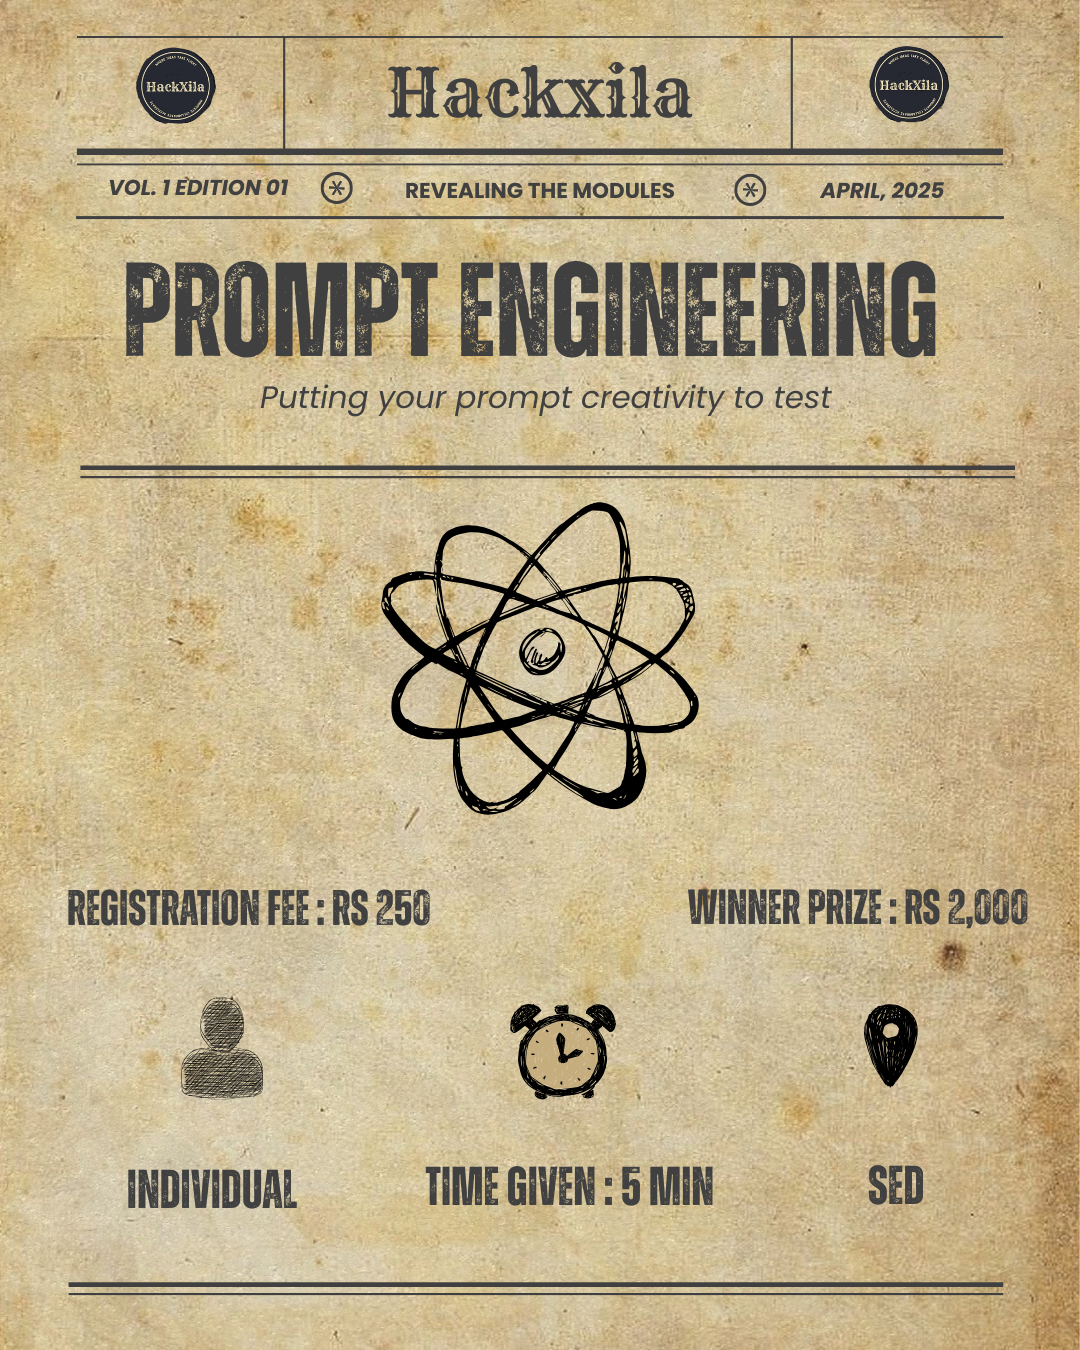 HackXila
Hackxila
HackXila
VOL. 1 EDITION 01
REVEALING THE MODULES
APRIL, 2025
PROMPT ENGINEERING
Putting your prompt creativity to test
REGISTRATION FEE : RS 250
WINNER PRIZE : RS 2,000
INDIVIDUAL
TIME GIVEN : 5 MIN
SED